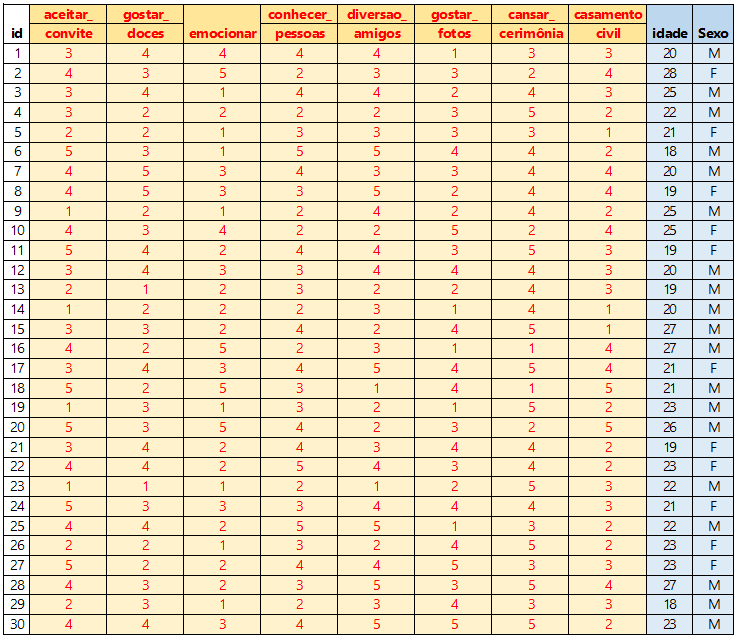 aceitar_ gostar_ conhecer_ diversao_ gostar_ cansar_ casamento
id convite doces emocionar pessoas amigos fotos cerimônia civil idade Sexo
1 3 4 4 4 4 1 3 3 20 M
2 4 3 5 2 3 3 2 4 28 F
3 3 4 1 4 4 2 4 3 25 M
4 3 2 2 2 2 3 5 2 22 M
5 2 2 1 3 3 3 3 1 21 F
6 5 3 1 5 5 4 4 2 18 M
7 4 5 3 4 3 3 4 4 20 M
8 4 5 3 3 5 2 4 4 19 F
9 1 2 1 2 4 2 4 2 25 M
10 4 3 4 2 2 5 2 4 25 F
11 5 4 2 4 4 3 5 3 19 F
12 3 4 3 3 4 4 4 3 20 M
13 2 1 2 3 2 2 4 3 19 M
14 1 2 2 2 3 1 4 1 20 M
15 3 3 2 4 2 4 5 1 27 M
16 4 2 5 2 3 1 1 4 27 M
17 3 4 3 4 5 4 5 4 21 F
18 5 2 5 3 1 4 1 5 21 M
19 1 3 1 3 2 1 5 2 23 M
20 5 3 5 4 2 3 2 5 26 M
21 3 4 2 4 3 4 4 2 19 F
22 4 4 2 5 4 3 4 2 23 F
23 1 1 1 2 1 2 5 3 22 M
24 5 3 3 3 4 4 4 3 21 F
25 4 4 2 5 5 1 3 2 22 M
26 2 2 1 3 2 4 5 2 23 F
27 5 2 2 4 4 5 3 3 23 F
28 4 3 2 3 5 3 5 4 27 M
29 2 3 1 2 3 4 3 3 18 M
30 4 4 3 4 5 5 5 2 23 M